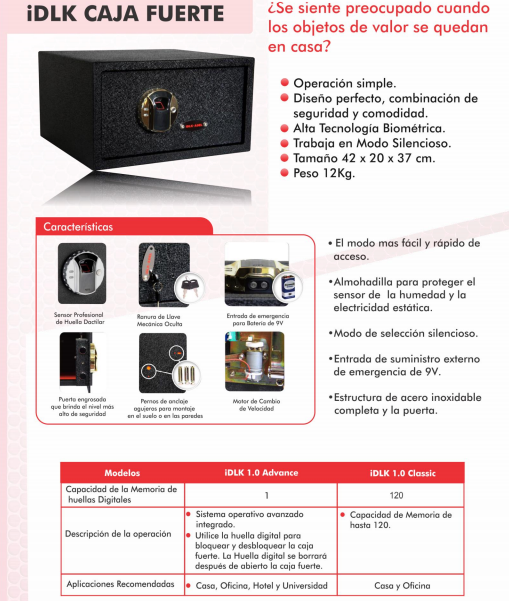 iDLK CAJA FUERTE
¿Se siente preocupado cuando
los objetos de valor se quedan
en casa?
Operación simple.
Diseño perfecto, combinación de
seguridad y comodidad.
Alta Tecnología Biométrica.
Trabaja en Modo Silencioso.
Tamaño 42 x 20 x 37 cm.
Peso 12Kg.
Características
Sensor Profesional
de Huella Dactilar
Ranura de Llave
Mecánica Oculta
Entrada de emergencia
para Batería de 9V
Puerta engrosada
que brinda el nivel más
alto de seguridad
Pernos de anclaje
agujeros para montaje
en el suelo o en las paredes
Motor de Cambio
de Velocidad
• El modo mas fácil y rápido de
acceso.
•Almohadilla para proteger el
sensor de la humedad y la
electricidad estática.
•Modo de selección silencioso.
•Entrada de suministro externo
de emergencia de 9V.
•Estructura de acero inoxidable
completa y la puerta.
Modelos iDLK 1.0 Advance iDLK 1.0 Classic
Capacidad de la Memoria de
huellas Digitales
1 120
Descripción de la operación
Sistema operativo avanzado
integrado.
Utilice la huella digital para
bloquear y desbloquear la caja
fuerte. La Huella digital se borrará
después de abierto la caja fuerte.
Capacidad de Memoria de
hasta 120.
Aplicaciones Recomendadas Casa, Oficina, Hotel y Universidad Casa y Oficina